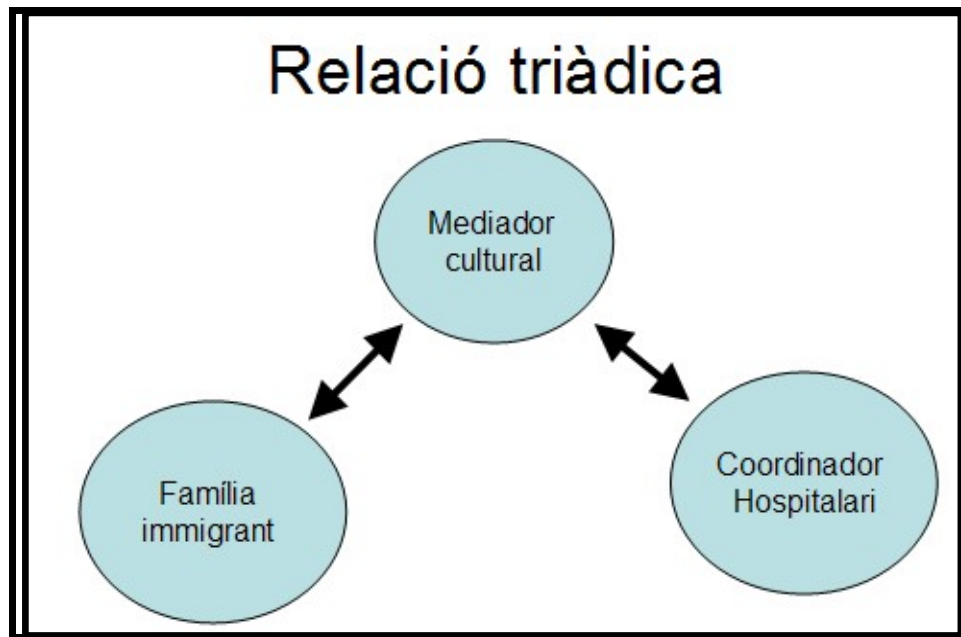 Relació triàdica
Mediador
cultural
Família
immigrant
Coordinador
Hospitalari